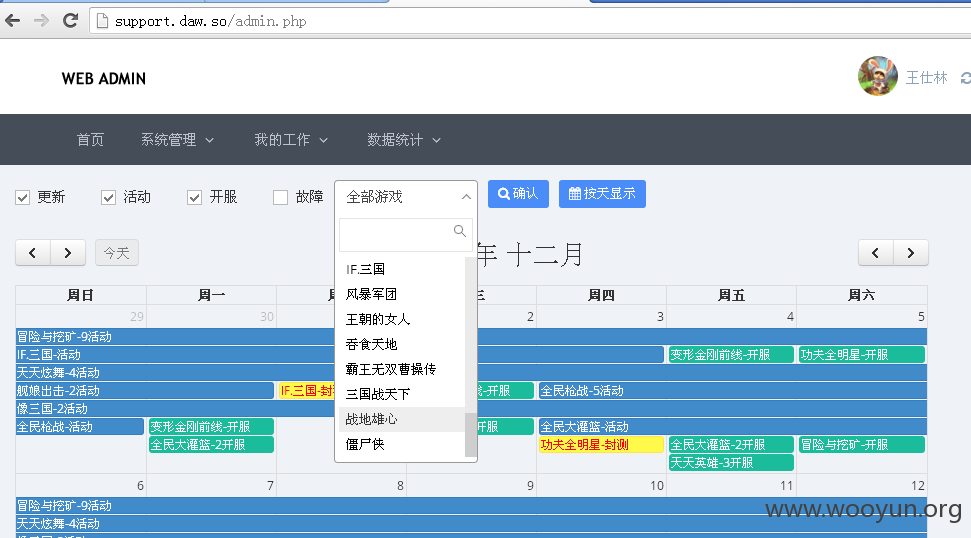 support.daw.so/admin.php
WEB ADMIN
王仕林
首页 系统管理 我的工作 数据统计
更新 活动 开服 故障 全部游戏 确认 按天显示
今天 年 十二月
IF.三国
风暴军团
王朝的女人
吞食天地
霸王无双曹操传
三国战天下
战地雄心
僵尸侠
周日 周一 三 周四 周五 周六
29 30 2 3 4 5
冒险与挖矿-9活动
IF.三国-活动 变形金刚前线-开服 功夫全明星-开服
天天炫舞-4活动
舰娘出击-2活动 IF.三国-封 线-开服 全民枪战-5活动
像三国-2活动
全民枪战-活动 变形金刚前线-开服 开服 全民大灌篮-活动
全民大灌篮-2开服 功夫全明星-封测 全民大灌篮-2开服 冒险与挖矿-开服
天天英雄-3开服
6 7 8 9 10 11 12
冒险与挖矿-9活动
天天炫舞-4活动
www.wooyun.org